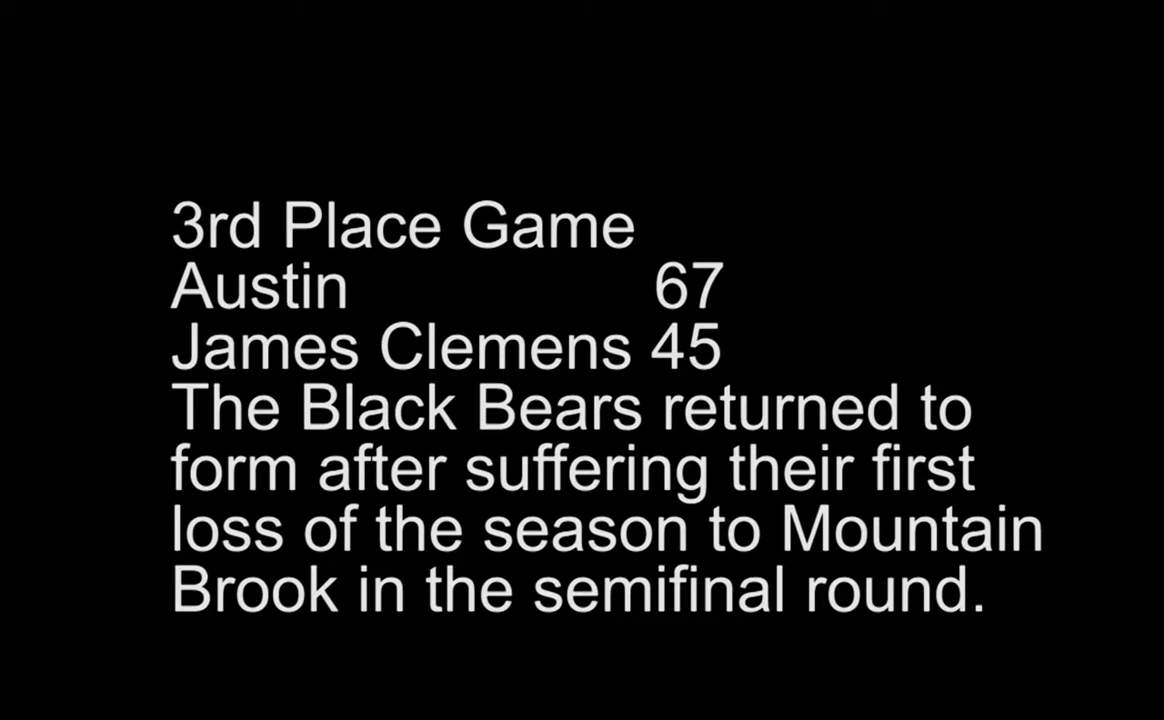 3rd Place Game
Austin 67
James Clemens 45
The Black Bears returned to
form after suffering their first
loss of the season to Mountain
Brook in the semifinal round.